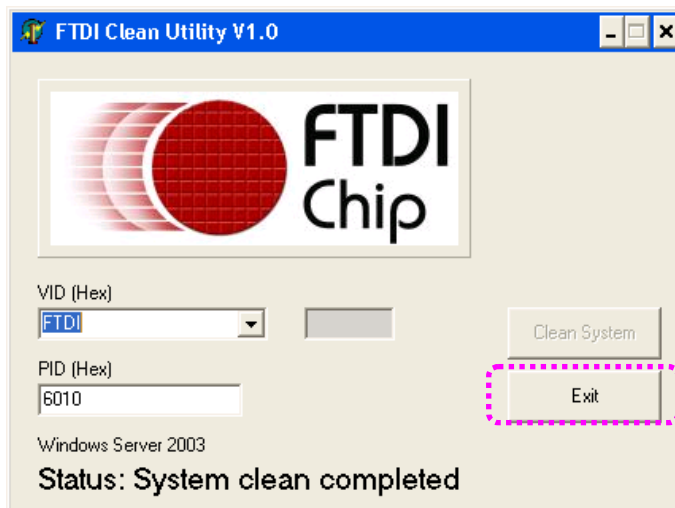 FTDI Clean Utility V1.0
FTDI
Chip
VID (Hex)
FTDI
Clean System
PID (Hex)
6010
Exit
Windows Server 2003
Status: System clean completed